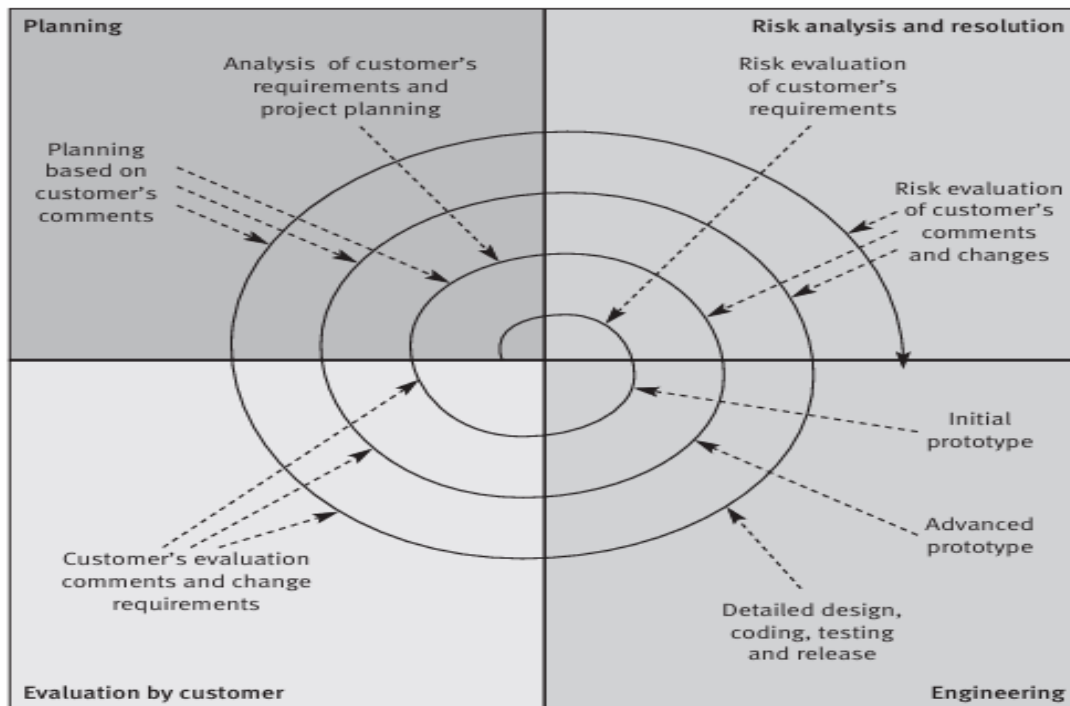 Planning
Risk analysis and resolution
Analysis of customer's
requirements and
project planning
Risk evaluation
of customer's
requirements
Planning
based on
customer's
comments
Risk evaluation
of customer's
comments
and changes
Initial
prototype
Advanced
prototype
Customer's evaluation
comments and change
requirements
Detailed design,
coding, testing
and release
Evaluation by customer
Engineering